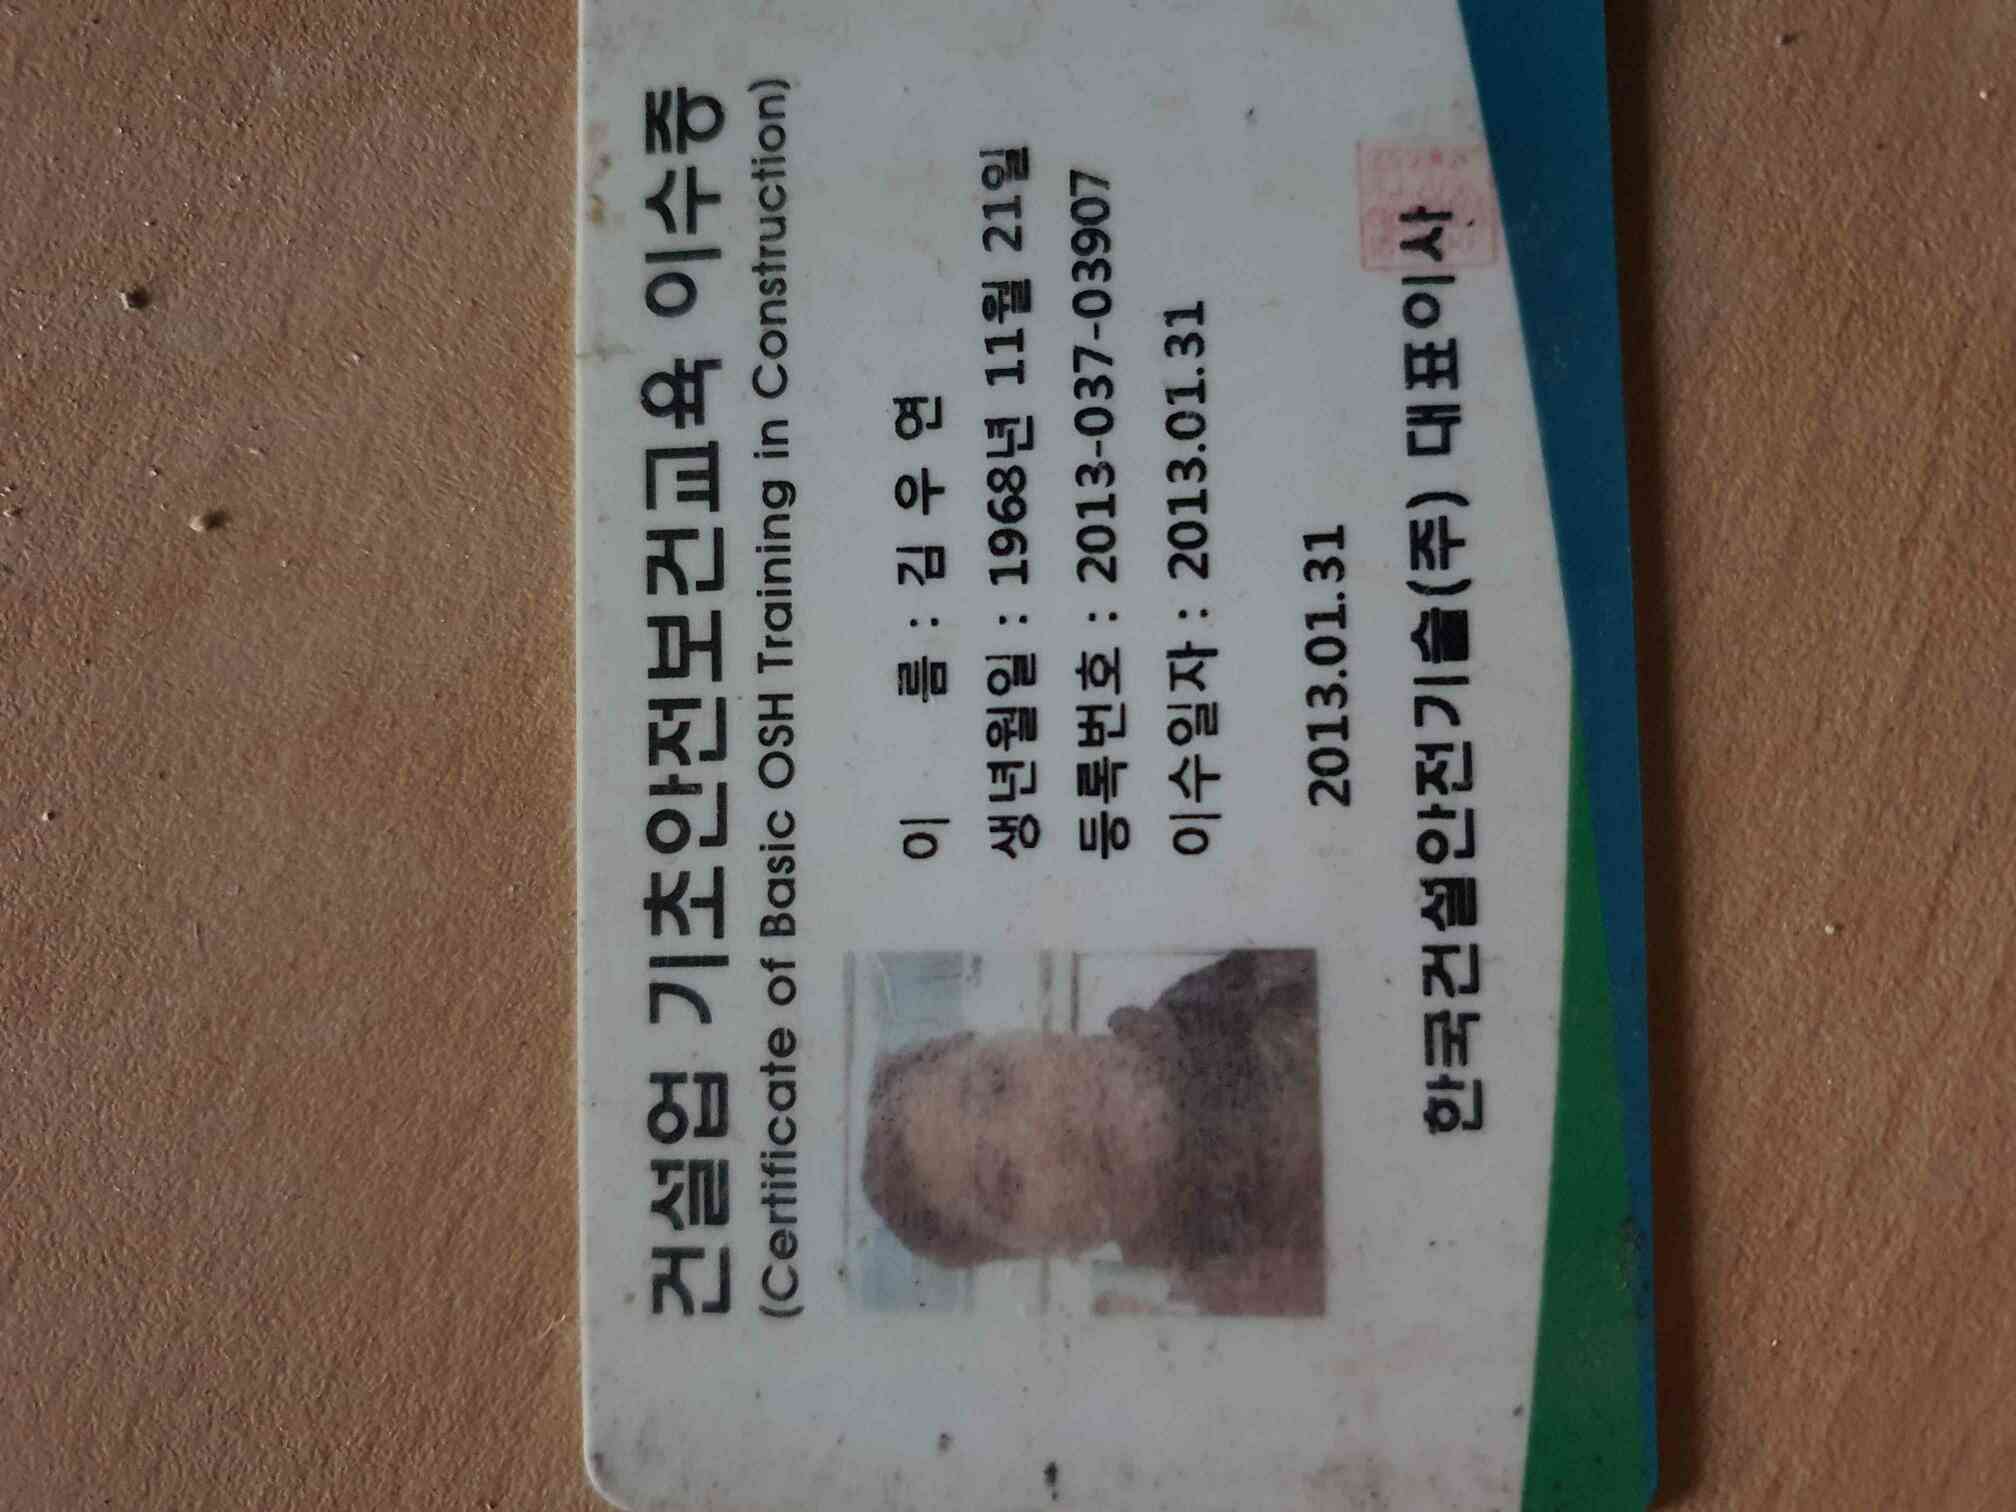 건설업 기초안전보건교육 이수증
(Certificate of Basic OSH Training in Construction)
이 름 : 김 우 연
생년월일 : 1968년 11월 21일
등록번호 : 2013-037-03907
이수일자 : 2013.01.31
2013.01.31
한국건설안전기술(주) 대표이사